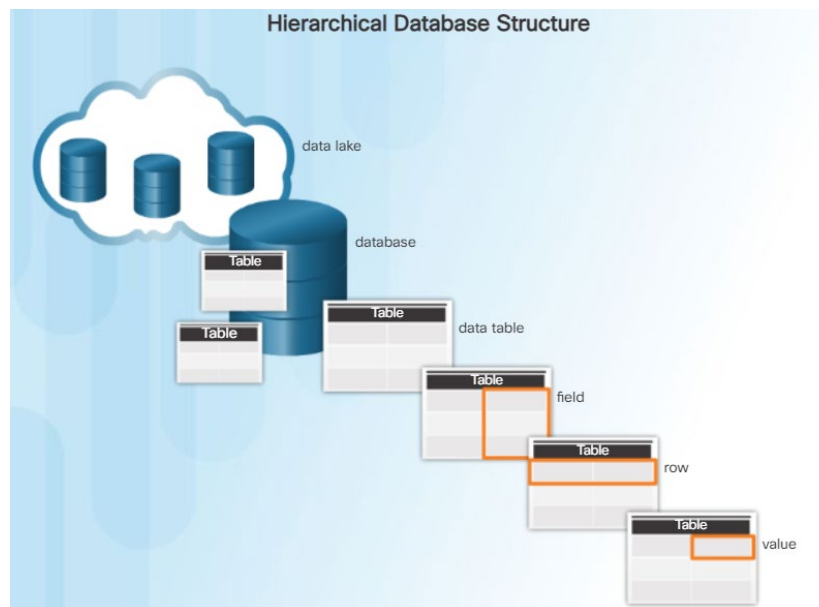 Hierarchical Database Structure
data lake
database
Table
Table
Table
data table
Table
field
Table
row
Table
value